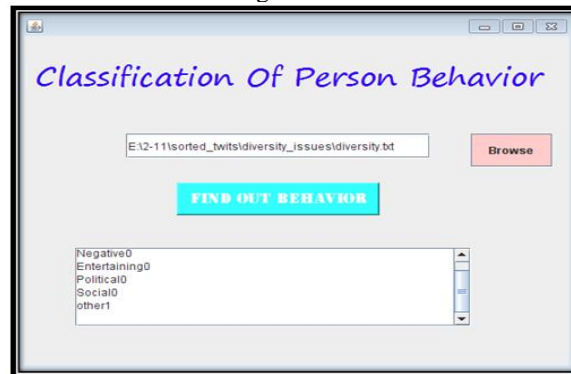 Classification Of Person Behavior
E:\2-11\sorted_twits\diversity_issues\diversity.txt
Browse
FIND OUT BEHAVIOR
Negative0
Entertaining0
Political0
Social0
other1